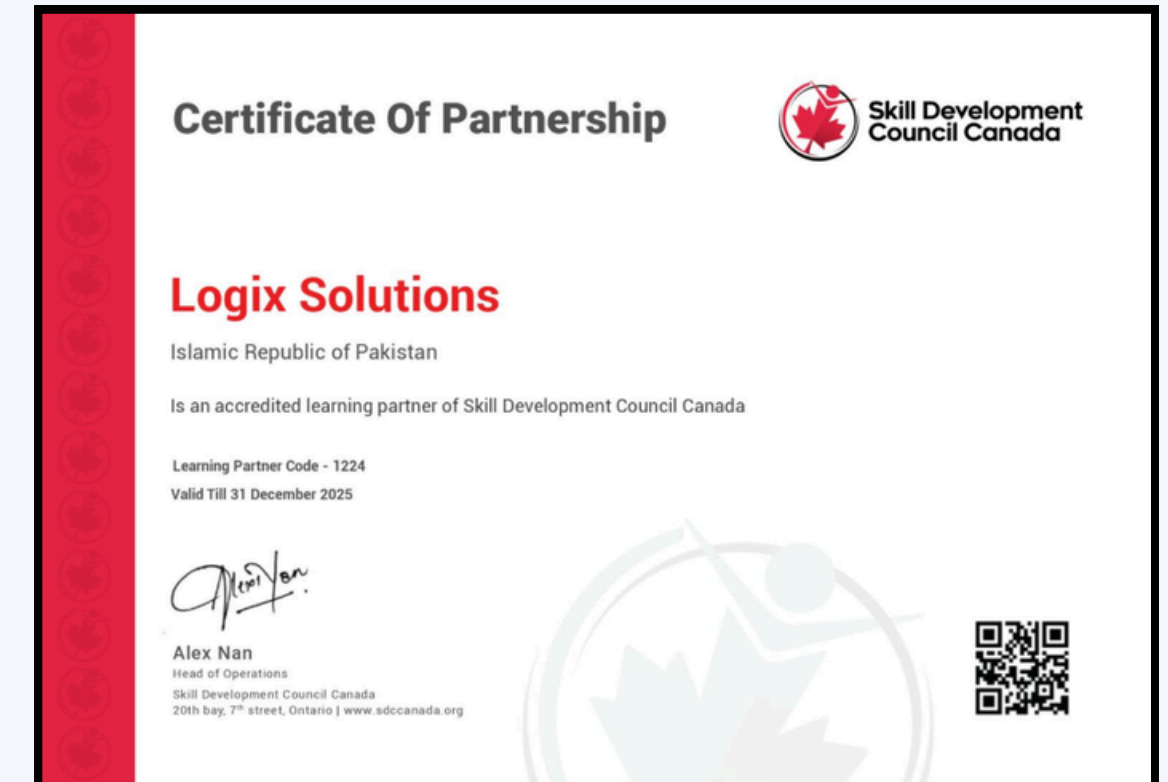 Certificate Of Partnership
Skill Development
Council Canada
Logix Solutions
Islamic Republic of Pakistan
Is an accredited learning partner of Skill Development Council Canada
Learning Partner Code - 1224
Valid Till 31 December 2025
Alex Nan
Alex Nan
Head of Operations
Skill Development Council Canada
20th bay, 7th street, Ontario | www.sdccanada.org